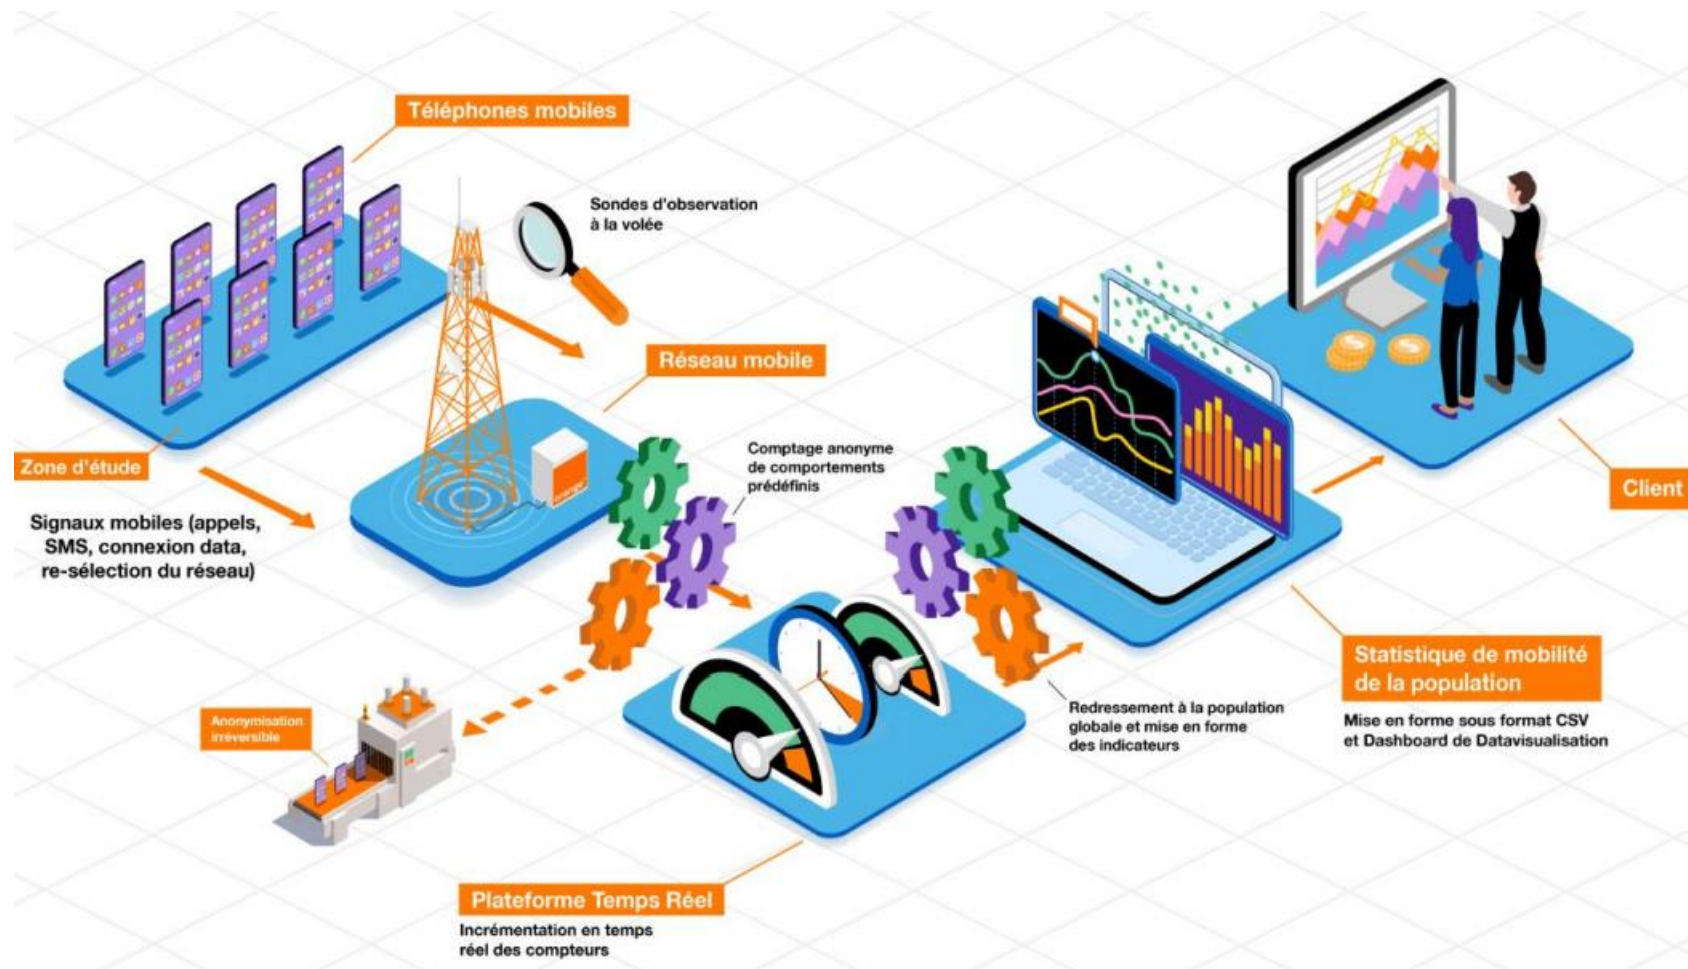 Téléphones mobiles
Sondes d'observation
à la volée
Réseau mobile
Zone d'étude
Signaux mobiles (appels,
SMS, connexion data,
re-sélection du réseau)
orange
Comptage anonyme
de comportements
prédéfinis
Anonymisation
irréversible
Plateforme Temps Réel
Incrémentation en temps
réel des compteurs
Redressement à la population
globale et mise en forme
des indicateurs
Statistique de mobilité
de la population
Mise en forme sous format CSV
et Dashboard de Datavisualisation
Client